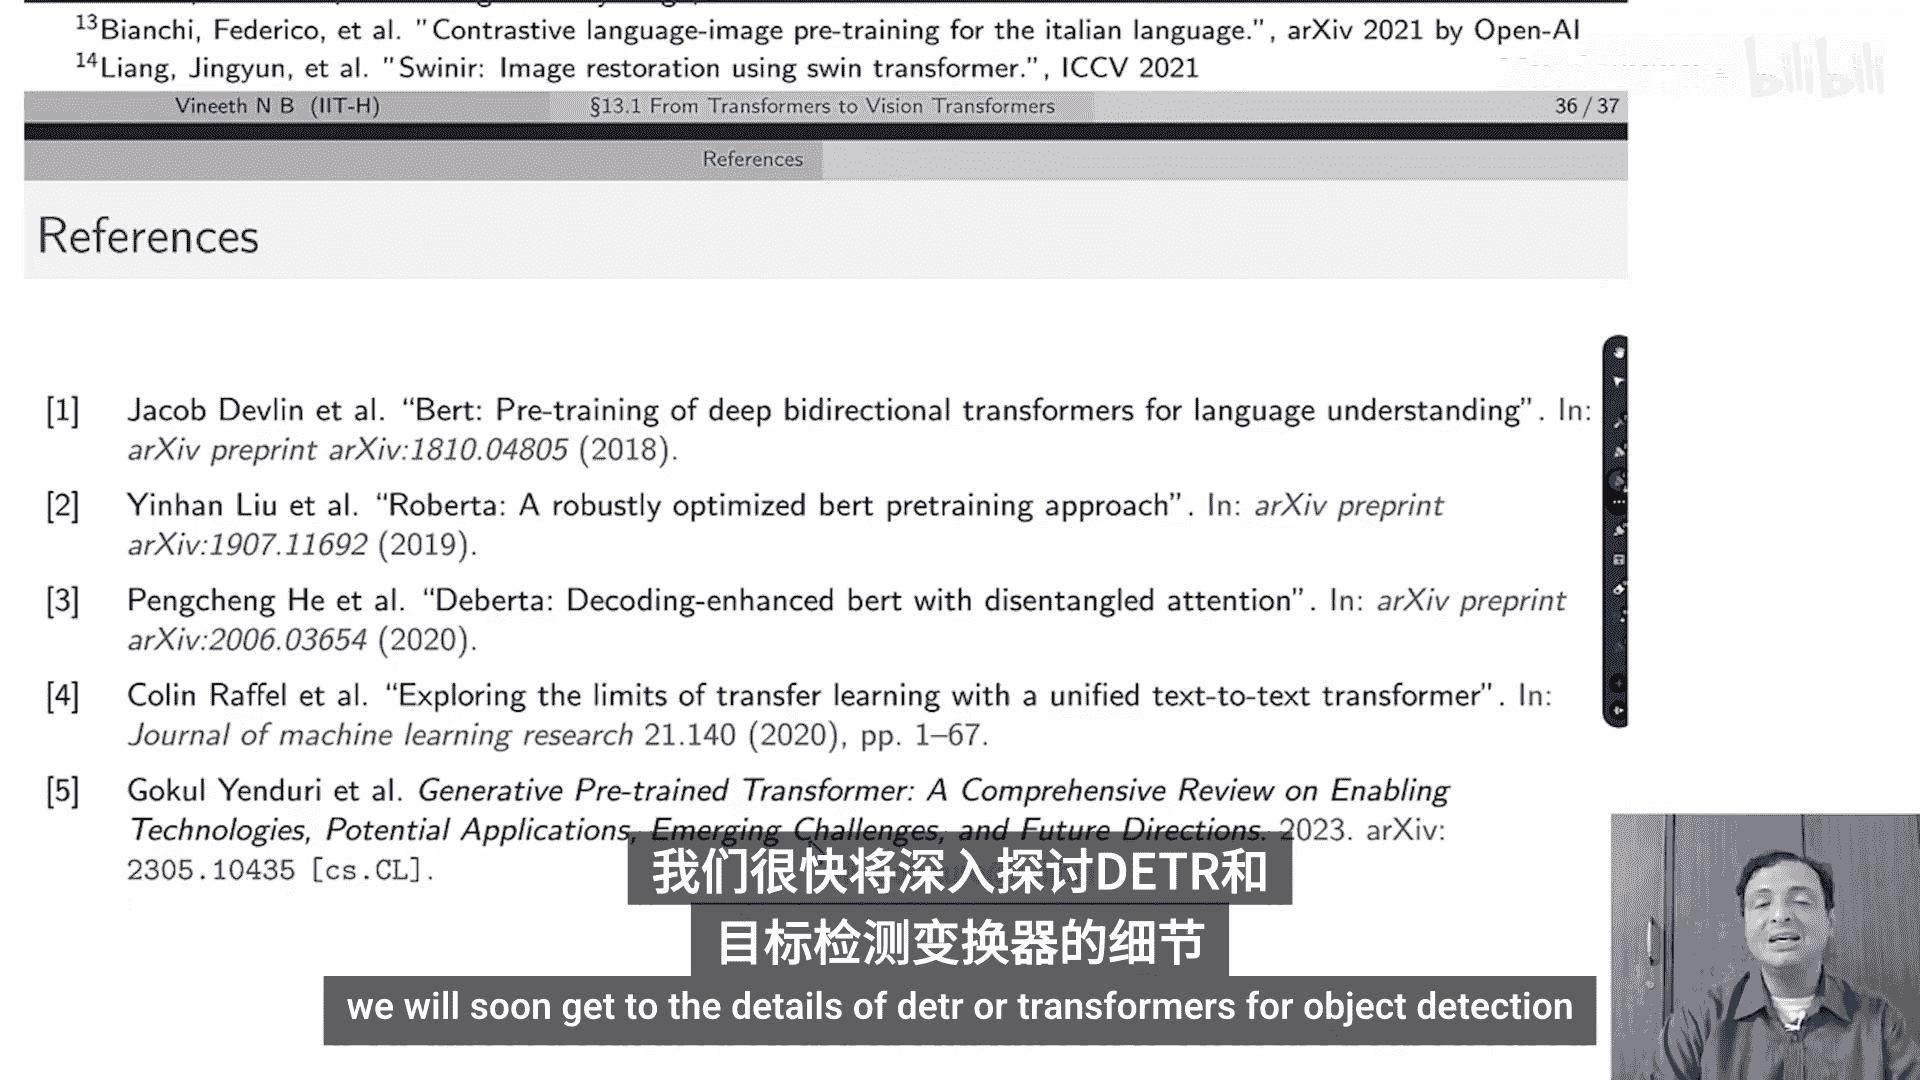 ¹³Bianchi, Federico, et al. "Contrastive language-image pre-training for the italian language.", arXiv 2021 by Open-AI
¹⁴Liang, Jingyun, et al. "Swinir: Image restoration using swin transformer.", ICCV 2021
bilibili
Vineeth N B (IIT-H) §13.1 From Transformers to Vision Transformers 36 / 37
References
References
[1] Jacob Devlin et al. “Bert: Pre-training of deep bidirectional transformers for language understanding”. In:
arXiv preprint arXiv:1810.04805 (2018).
[2] Yinhan Liu et al. “Roberta: A robustly optimized bert pretraining approach”. In: arXiv preprint
arXiv:1907.11692 (2019).
[3] Pengcheng He et al. “Deberta: Decoding-enhanced bert with disentangled attention”. In: arXiv preprint
arXiv:2006.03654 (2020).
[4] Colin Raffel et al. “Exploring the limits of transfer learning with a unified text-to-text transformer”. In:
Journal of machine learning research 21.140 (2020), pp. 1–67.
[5] Gokul Yenduri et al. Generative Pre-trained Transformer: A Comprehensive Review on Enabling
Technologies, Potential Applications, Emerging Challenges, and Future Directions. 2023. arXiv:
2305.10435 [cs.CL].
我们很快将深入探讨DETR和
目标检测变换器的细节
we will soon get to the details of detr or transformers for object detection